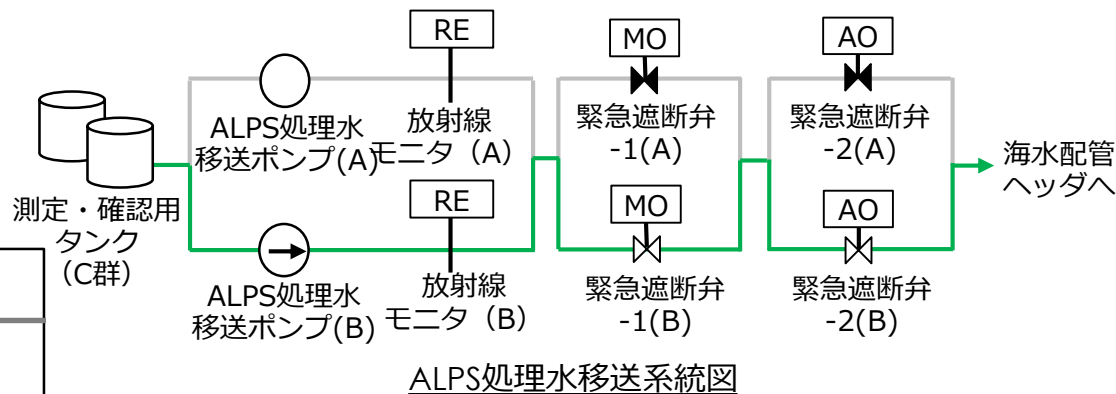 RE
MO
AO
ALPS処理水
移送ポンプ(A)
放射線
モニタ（A）
緊急遮断弁
-1(A)
緊急遮断弁
-2(A)
測定・確認用
タンク
（C群）
RE
MO
AO
海水配管
ヘッダへ
ALPS処理水
移送ポンプ(B)
放射線
モニタ（B）
緊急遮断弁
-1(B)
緊急遮断弁
-2(B)
ALPS処理水移送系統図